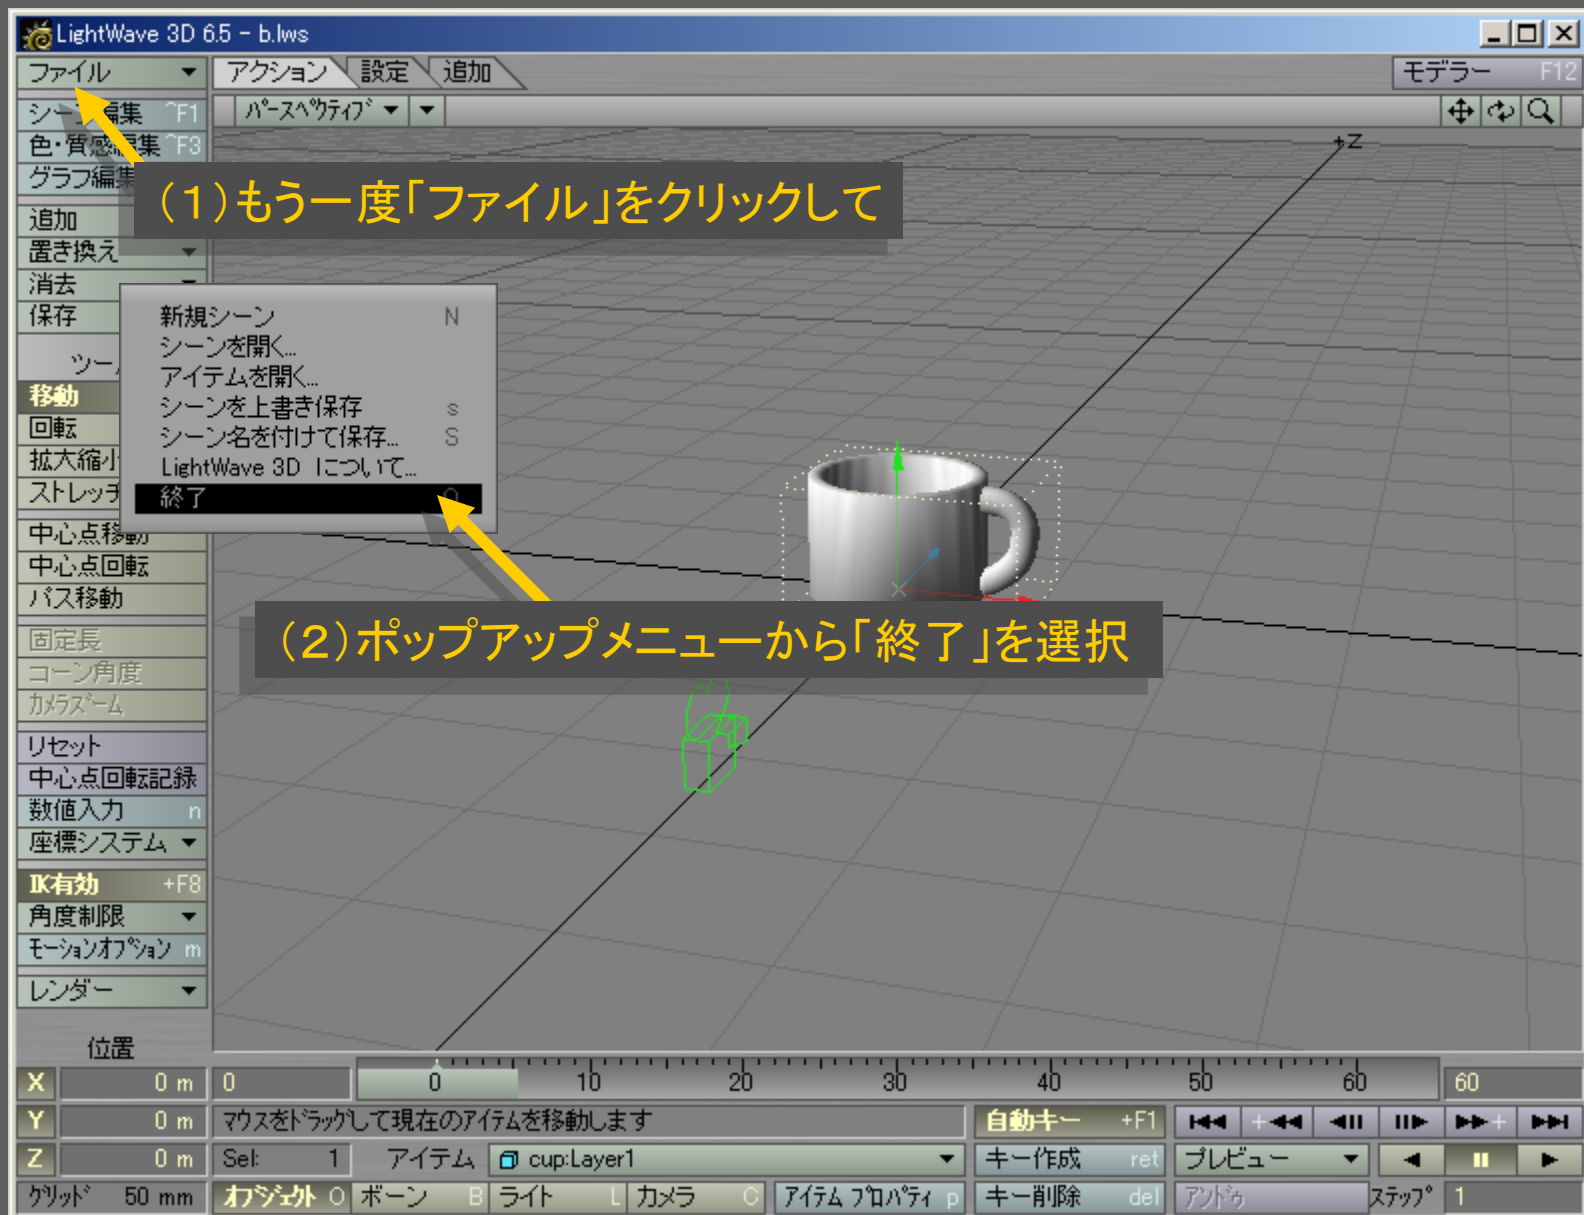 LightWave 3D 6.5 - b.lws
ファイル
アクション 設定 追加
モデラー F12
パースペクティブ
シーン編集 ^F1
色・質感編集 ^F3
グラフ編集
+Z
(1)もう一度「ファイル」をクリックして
追加
置き換え
消去
保存
新規シーン N
シーンを開く...
アイテムを開く...
シーンを上書き保存 s
シーン名を付けて保存... S
LightWave 3D について...
終了
移動
回転
拡大縮小
ストレッチ
中心点移動
中心点回転
パス移動
(2)ポップアップメニューから「終了」を選択
固定長
コーン角度
カメラズーム
リセット
中心点回転記録
数値入力 n
座標システム
IK有効 +F8
角度制限
モーションオプション m
レンダー
位置
X 0 m 0 0 10 20 30 40 50 60 60
Y 0 m マウスをドラッグして現在のアイテムを移動します 自動キー +F1
Z 0 m Sel: 1 アイテム cup:Layer1 キー作成 ret プレビュー
グリッド 50 mm オブジェクト O ボーン B ライト L カメラ C アイテム プロパティ p キー削除 del アンドゥ ステップ 1